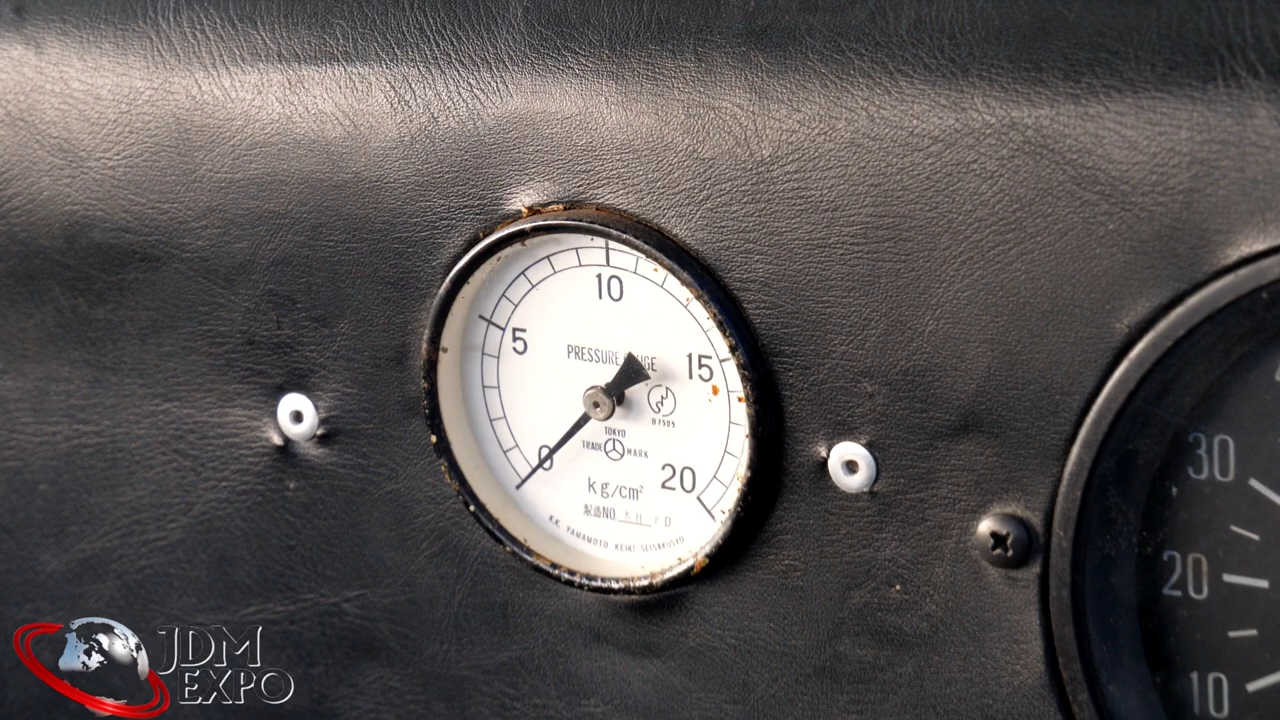 10
5
PRESSURE GAUGE
15
B7505
TOKYO
TRADE MARK
0
20
kg/cm²
製造NO.
K.K. YAMAMOTO KEIKI SEISAKUSYO
30
20
10
JDM
EXPO